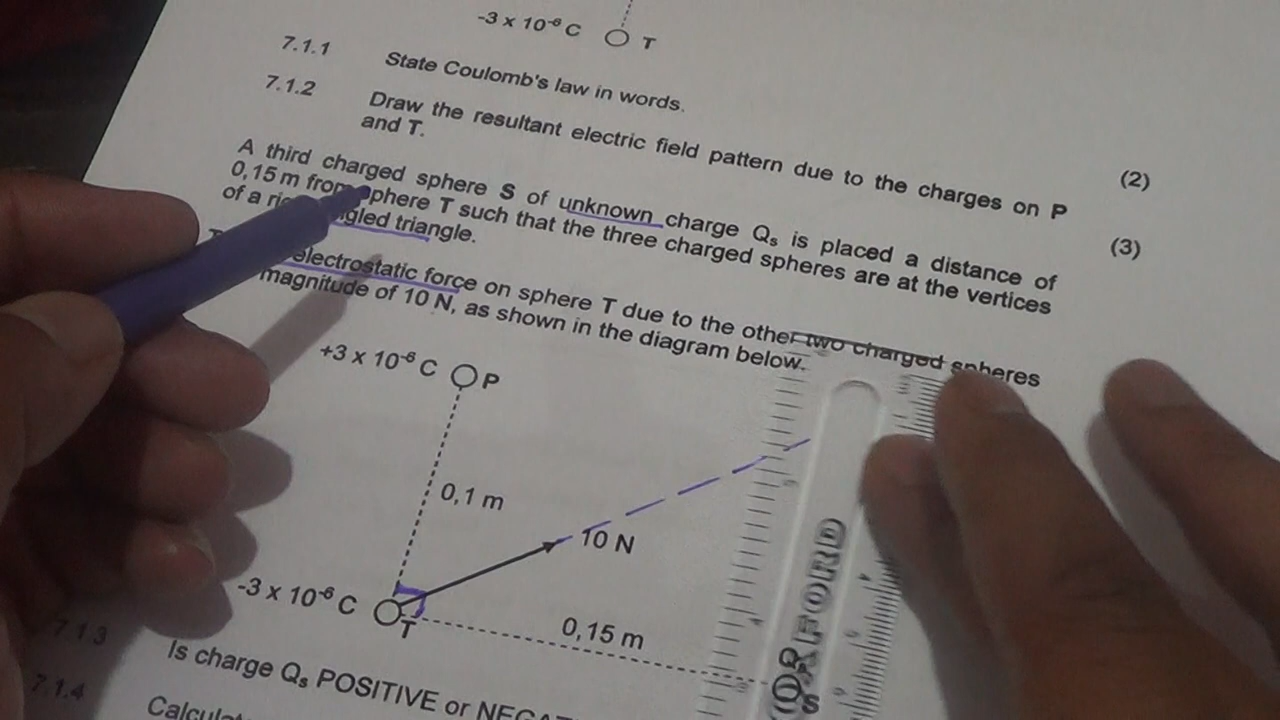 -3 x 10⁻⁶ C T
7.1.1 State Coulomb's law in words.
(2)
7.1.2 Draw the resultant electric field pattern due to the charges on P
and T.
(3)
A third charged sphere S of unknown charge Qs is placed a distance of
0,15 m from sphere T such that the three charged spheres are at the vertices
of a angled triangle.
electrostatic force on sphere T due to the other two charged spheres
magnitude of 10 N, as shown in the diagram below.
+3 x 10⁻⁶ C P
0,1 m
10 N
-3 x 10⁻⁶ C
T
0,15 m
S
7.1.3 Is charge Qs POSITIVE or
7.1.4